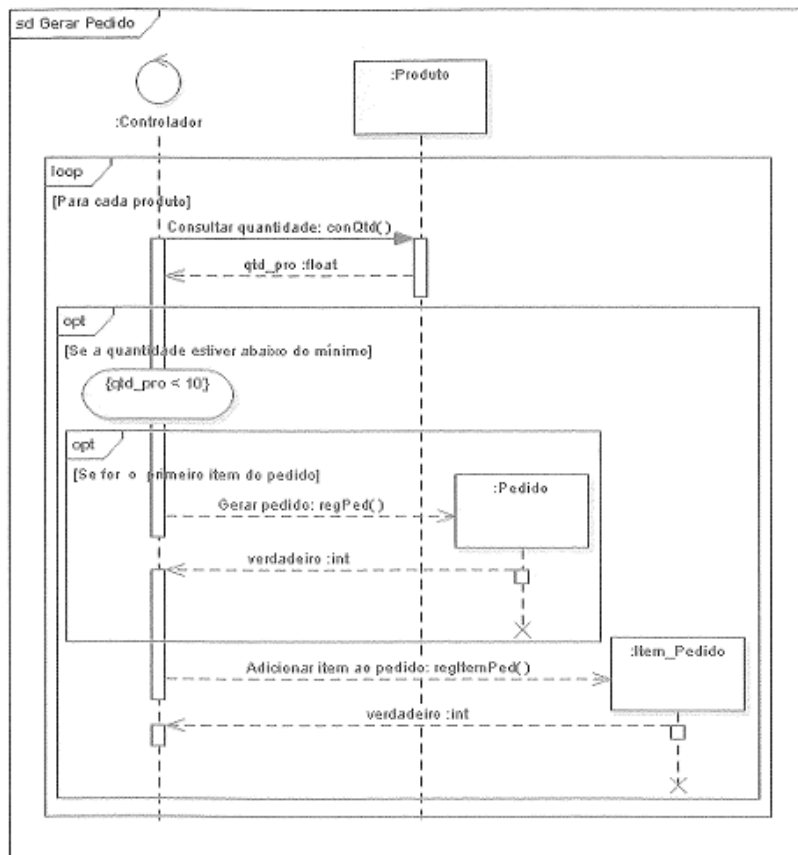 sd Gerar Pedido
:Controlador
:Produto
loop
[Para cada produto]
Consultar quantidade: conQtd()
qtd_pro :float
opt
[Se a quantidade estiver abaixo do mínimo]
{qtd_pro < 10}
opt
[Se for o primeiro item do pedido]
:Pedido
Gerar pedido: regPed()
verdadeiro :int
:Item_Pedido
Adicionar item ao pedido: regItemPed()
verdadeiro :int